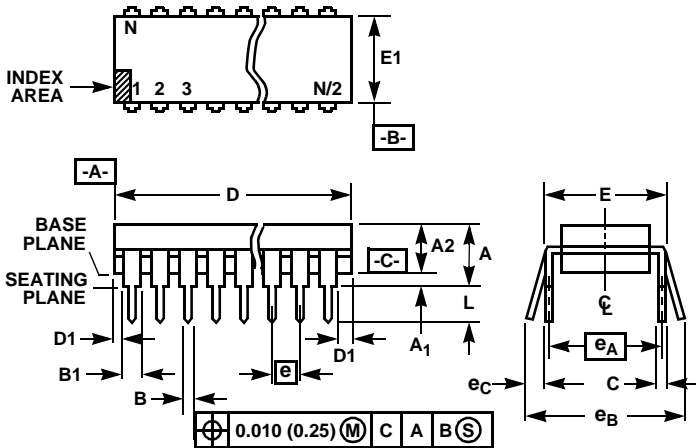 N
E1
INDEX
AREA
1 2 3 N/2
-B-
-A-
D
E
BASE
PLANE
A2
A
-C-
SEATING
PLANE
L
C
L
D1
D1
A1
eA
B1
e
eC
C
B
eB
0.010 (0.25) M C A B S